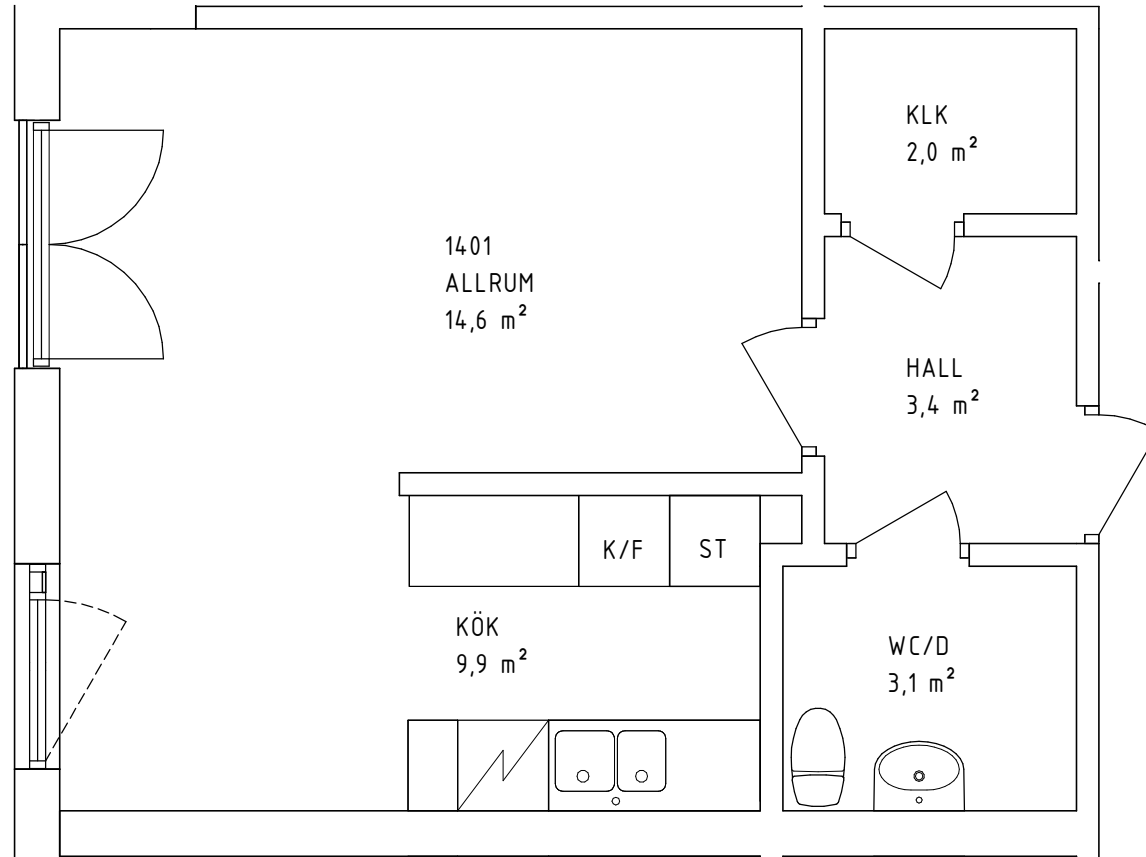 KLK
2,0 m²
1401
ALLRUM
14,6 m²
HALL
3,4 m²
K/F
ST
KÖK
9,9 m²
WC/D
3,1 m²